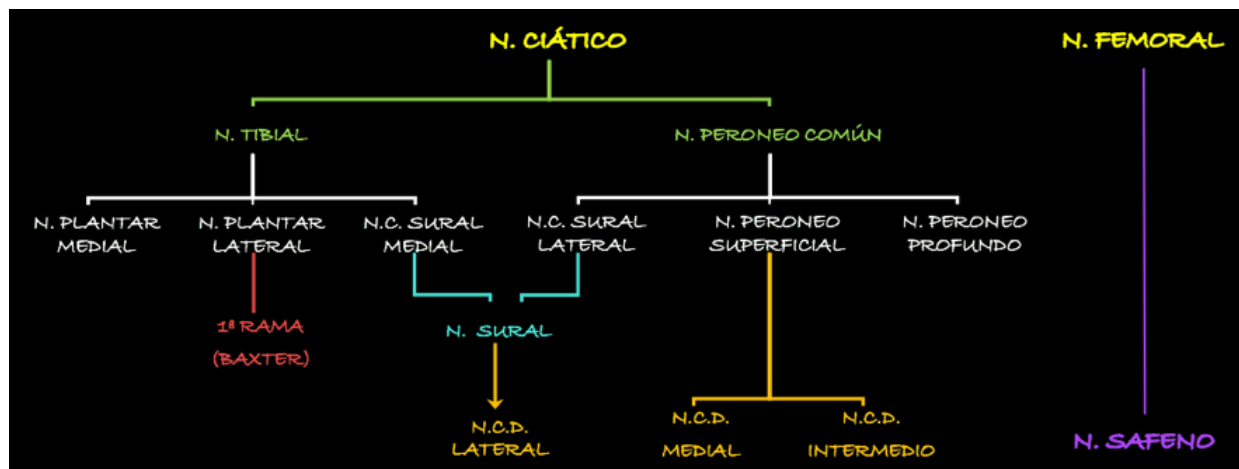 N. CIÁTICO
N. FEMORAL
N. TIBIAL
N. PERONEO COMÚN
N. PLANTAR
MEDIAL
N. PLANTAR
LATERAL
N.C. SURAL
MEDIAL
N.C. SURAL
LATERAL
N. PERONEO
SUPERFICIAL
N. PERONEO
PROFUNDO
1ª RAMA
(BAXTER)
N. SURAL
N.C.D.
LATERAL
N.C.D.
MEDIAL
N.C.D.
INTERMEDIO
N. SAFENO